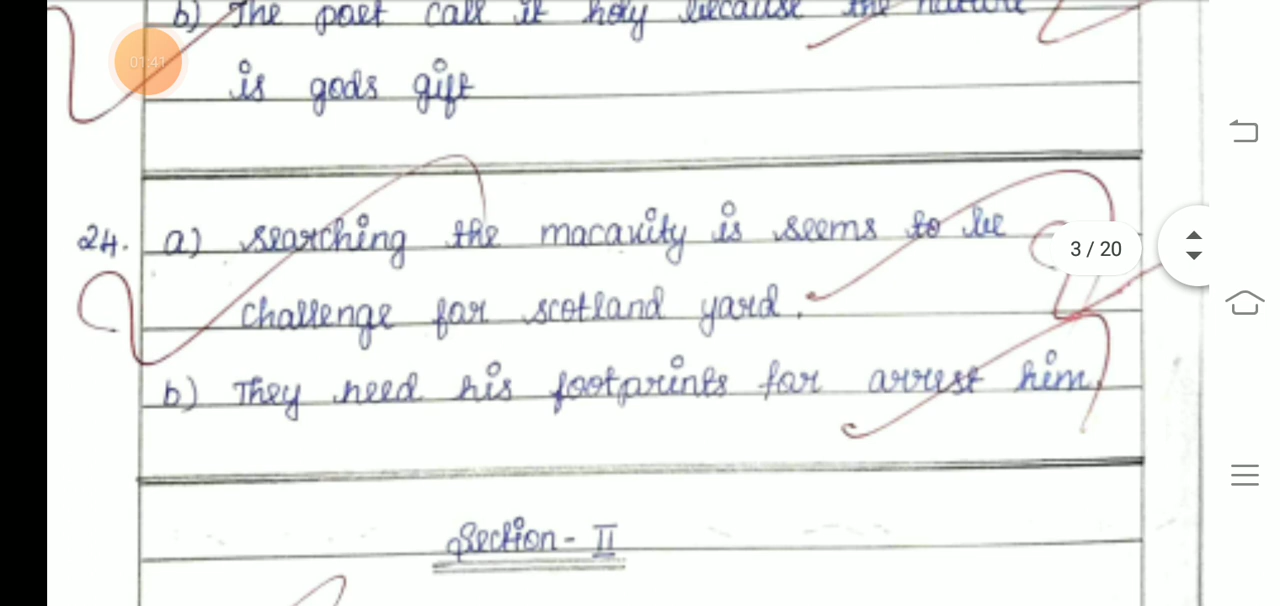 b) The poet call it holy because the nature
01:41
is gods gift
24. a) searching the macavity is seems to be
3 / 20
challenge for scotland yard.
b) They need his footprints for arrest him
Section - II